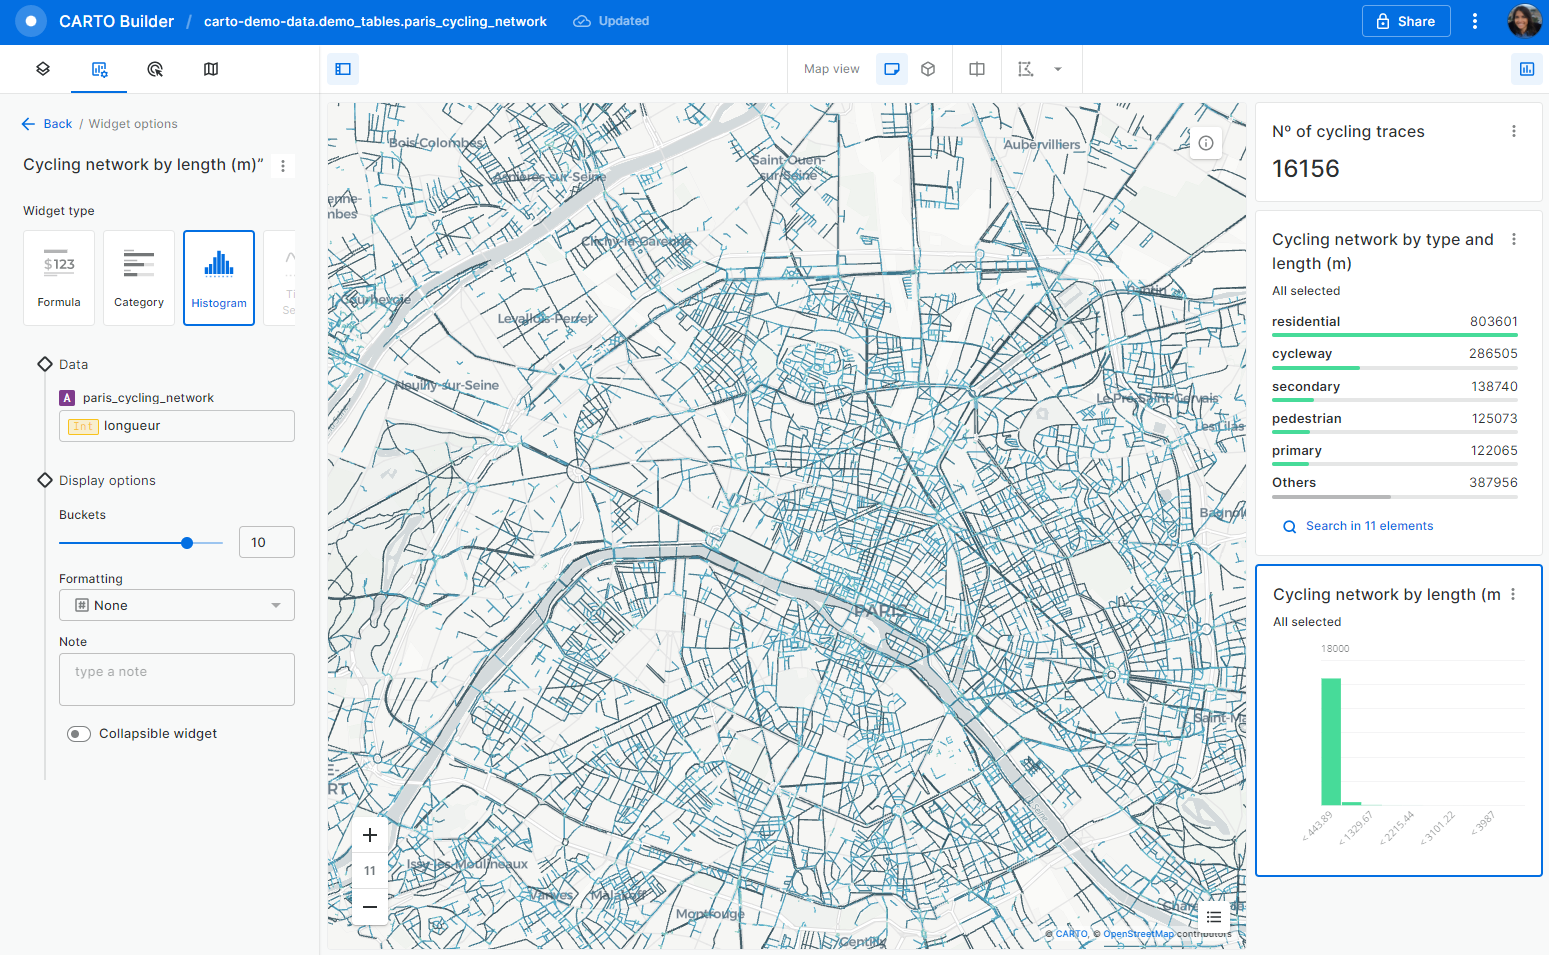 CARTO Builder / carto-demo-data.demo_tables.paris_cycling_network Updated
Share
Map view
Back / Widget options
Cycling network by length (m)”
Widget type
$123
Formula
Category
Histogram
Ti
Se
Data
A paris_cycling_network
Int longueur
Display options
Buckets
10
Formatting
None
Note
type a note
Collapsible widget
Bois-Colombes
Asnières-sur-Seine
Saint-Ouen-
sur-Seine
Aubervilliers
enne-
mbes
Clichy-la-Garenne
Courbevoie
Levallois-Perret
Pantin
Neuilly-sur-Seine
Le Pré-Saint-Gervais
Les Lilas
Bagnole
PARIS
Saint-Ma
Seine
E-
RT
Issy-les-Moulineaux
Vanves
Malakoff
Montrouge
Gentilly
+
11
−
© CARTO, © OpenStreetMap contributors
Nº of cycling traces
16156
Cycling network by type and
length (m)
All selected
residential 803601
cycleway 286505
secondary 138740
pedestrian 125073
primary 122065
Others 387956
Search in 11 elements
Cycling network by length (m
All selected
18000
< 443.89
< 1329.67
< 2215.44
< 3101.22
< 3987